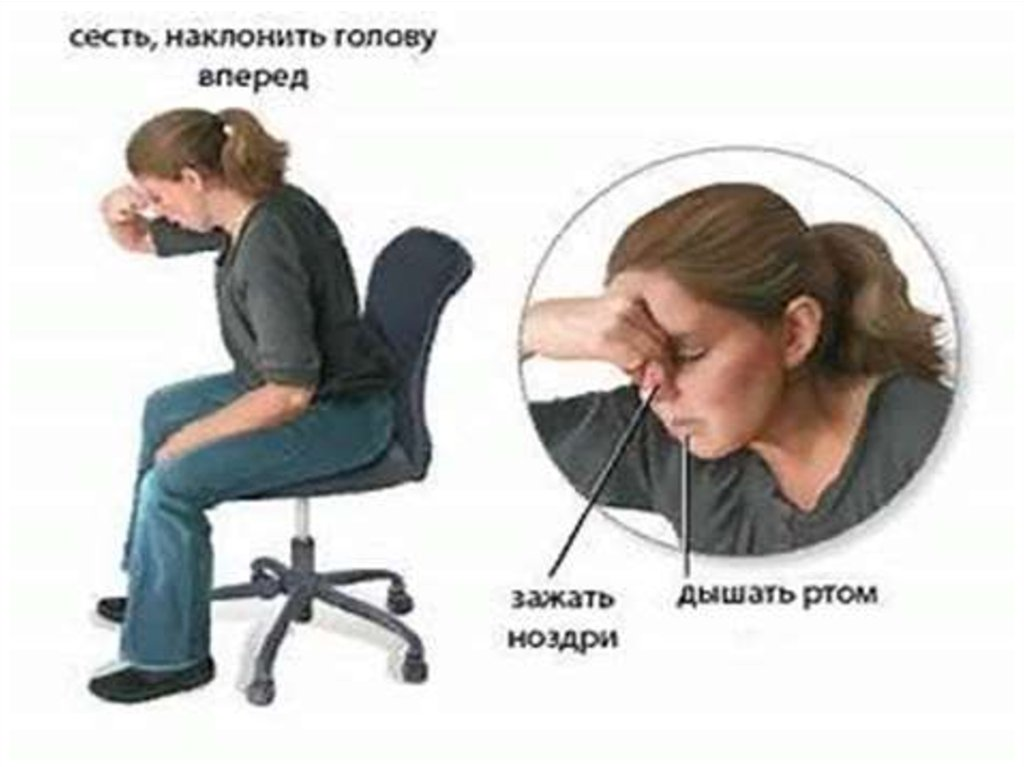 сесть, наклонить голову
вперед
зажать
ноздри
дышать ртом